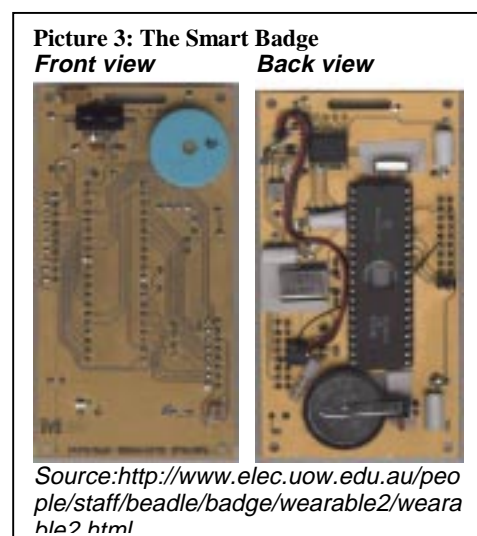 Picture 3: The Smart Badge
Front view Back view
Source:http://www.elec.uow.edu.au/peo
ple/staff/beadle/badge/wearable2/weara
ble2.html